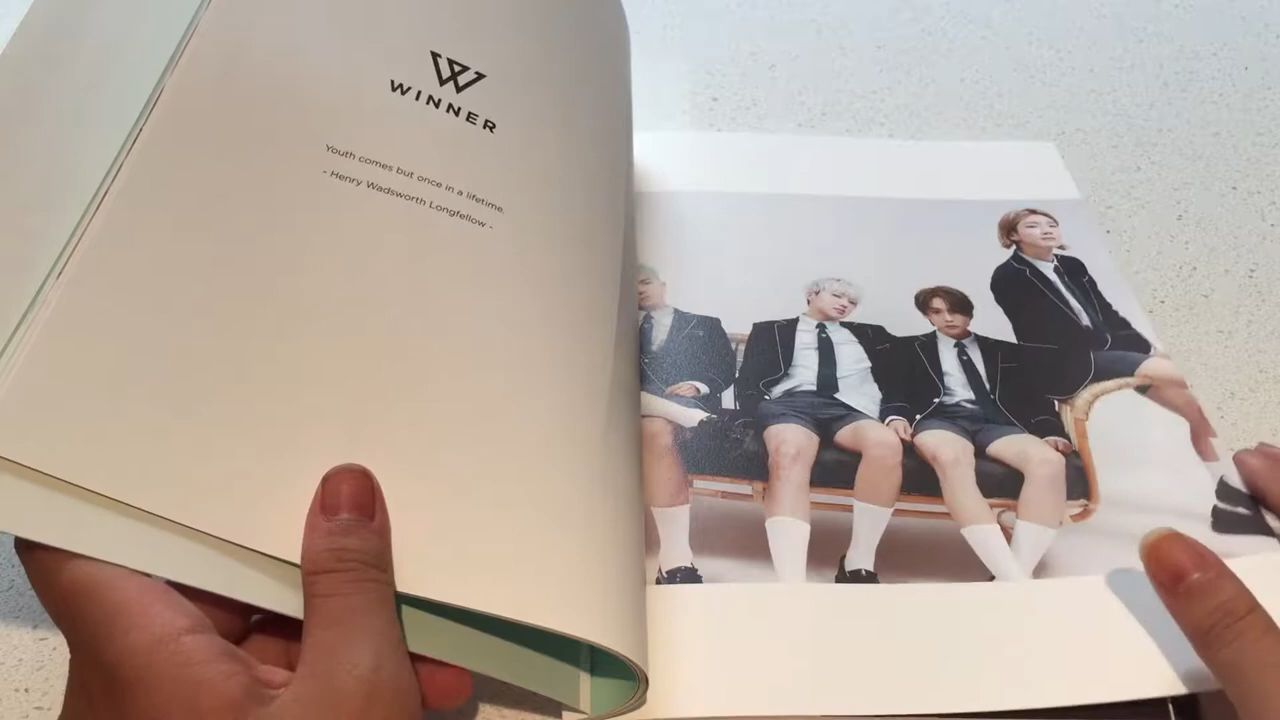 WINNER
Youth comes but once in a lifetime.
- Henry Wadsworth Longfellow -